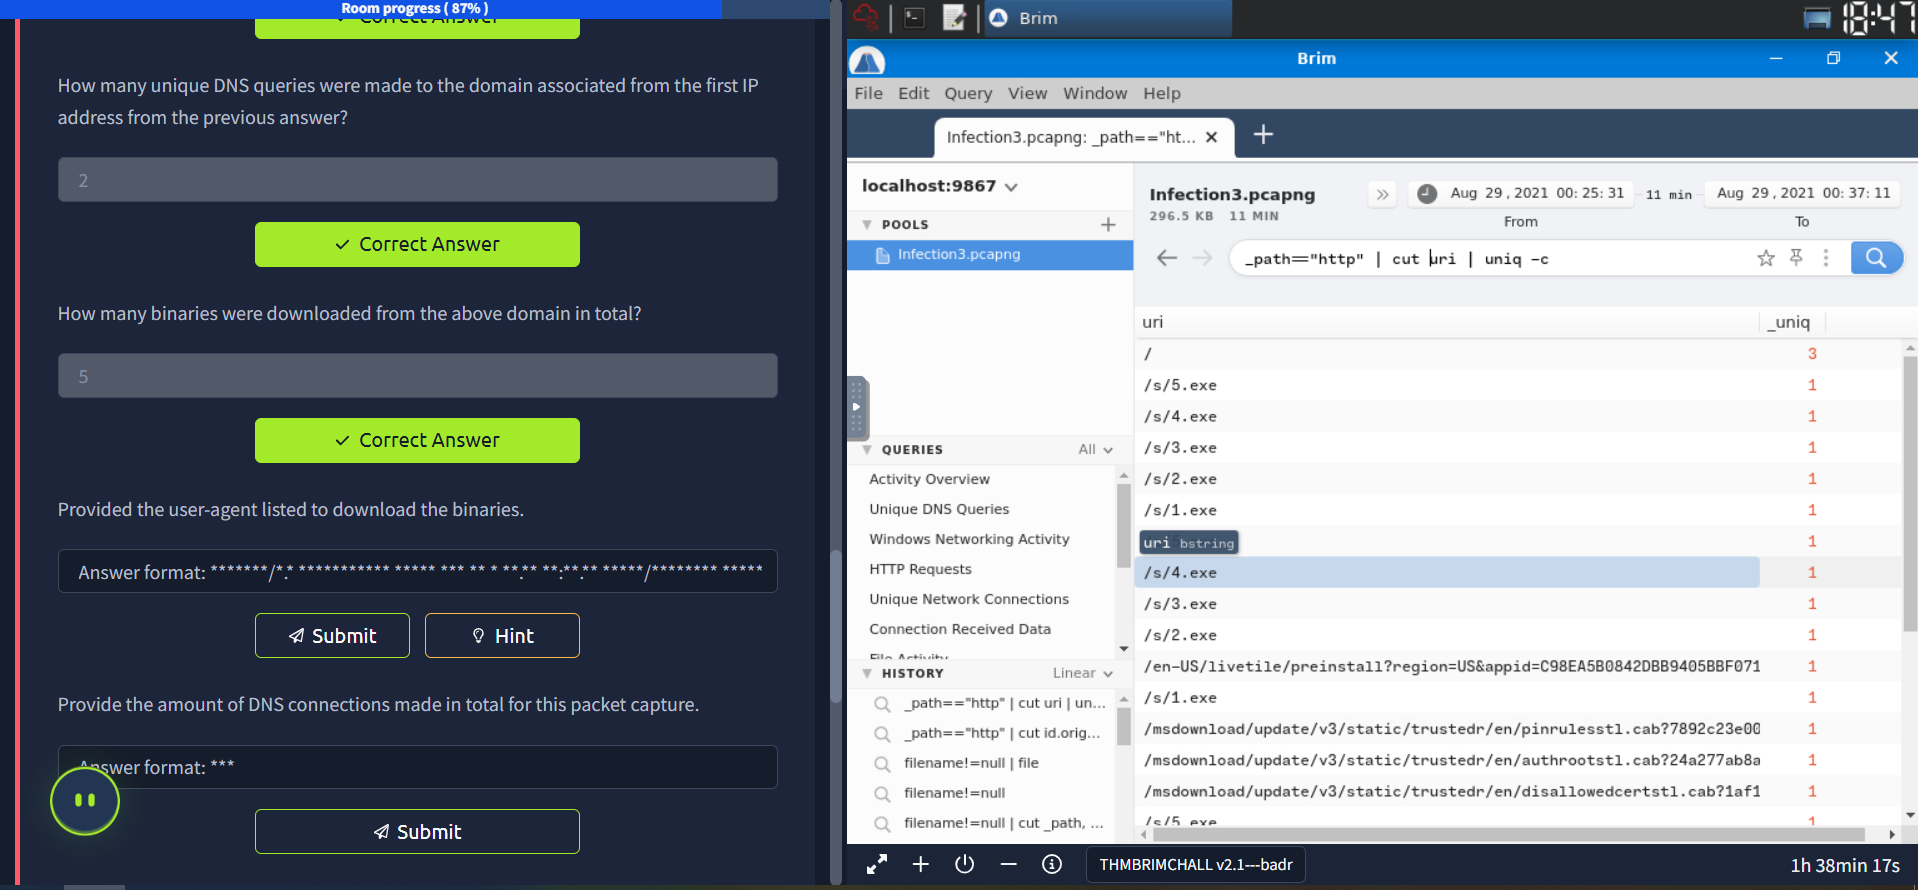 Room progress ( 87% )
Correct Answer
How many unique DNS queries were made to the domain associated from the first IP
address from the previous answer?
2
Correct Answer
How many binaries were downloaded from the above domain in total?
5
Correct Answer
Provided the user-agent listed to download the binaries.
Answer format: *******/*.* *********** ***** *** ** * **.** **:**.** *****/******** *****
Submit
Hint
Provide the amount of DNS connections made in total for this packet capture.
Answer format: ***
Submit
Brim
18:47
Brim
File Edit Query View Window Help
Infection3.pcapng: _path=="ht...
localhost:9867
POOLS
Infection3.pcapng
QUERIES
All
Activity Overview
Unique DNS Queries
Windows Networking Activity
HTTP Requests
Unique Network Connections
Connection Received Data
File Activity
HISTORY
Linear
_path=="http" | cut uri | un...
_path=="http" | cut id.orig...
filename!=null | file
filename!=null
filename!=null | cut _path, ...
Infection3.pcapng
296.5 KB 11 MIN
Aug 29, 2021 00: 25: 31
11 min
Aug 29, 2021 00: 37: 11
From
To
_path=="http" | cut uri | uniq -c
uri
_uniq
/ 3
/s/5.exe 1
/s/4.exe 1
/s/3.exe 1
/s/2.exe 1
/s/1.exe 1
uri bstring 1
/s/4.exe 1
/s/3.exe 1
/s/2.exe 1
/en-US/livetile/preinstall?region=US&appid=C98EA5B0842DBB9405BBF071 1
/s/1.exe 1
/msdownload/update/v3/static/trustedr/en/pinrulesstl.cab?7892c23e00 1
/msdownload/update/v3/static/trustedr/en/authrootstl.cab?24a277ab8a 1
/msdownload/update/v3/static/trustedr/en/disallowedcertstl.cab?1af1 1
/s/5.exe 1
THMBRIMCHALL v2.1---badr
1h 38min 17s